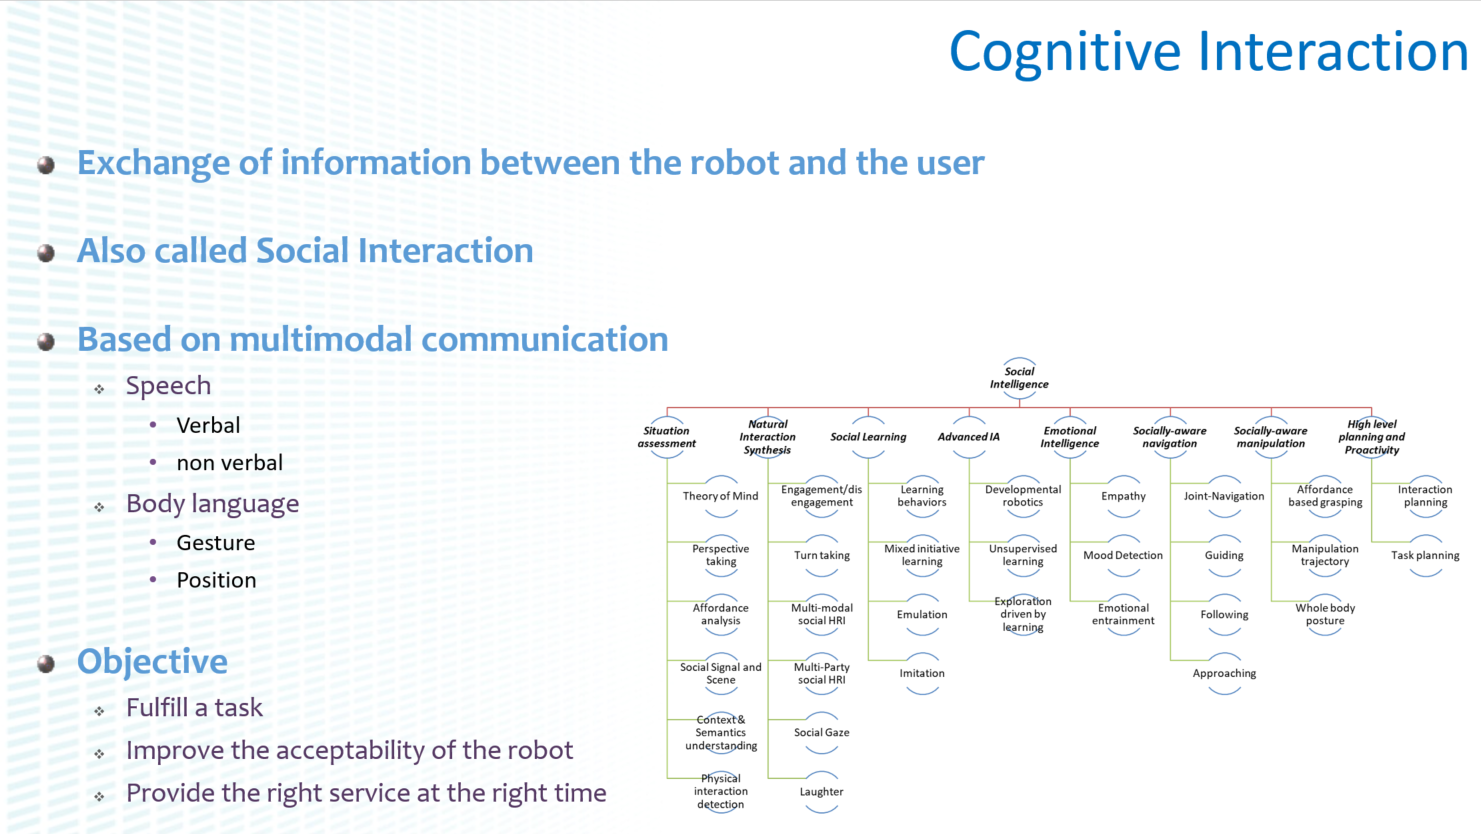 Cognitive Interaction
Exchange of information between the robot and the user
Also called Social Interaction
Based on multimodal communication
Speech
Verbal
non verbal
Body language
Gesture
Position
Objective
Fulfill a task
Improve the acceptability of the robot
Provide the right service at the right time
Social
Intelligence
Situation
assessment
Theory of Mind
Perspective
taking
Affordance
analysis
Social Signal and
Scene
Context &
Semantics
understanding
Physical
interaction
detection
Natural
Interaction
Synthesis
Engagement/dis
engagement
Turn taking
Multi-modal
social HRI
Multi-Party
social HRI
Social Gaze
Laughter
Social Learning
Learning
behaviors
Mixed initiative
learning
Emulation
Imitation
Advanced IA
Developmental
robotics
Unsupervised
learning
Exploration
driven by
learning
Emotional
Intelligence
Empathy
Mood Detection
Emotional
entrainment
Socially-aware
navigation
Joint-Navigation
Guiding
Following
Approaching
Socially-aware
manipulation
Affordance
based grasping
Manipulation
trajectory
Whole body
posture
High level
planning and
Proactivity
Interaction
planning
Task planning